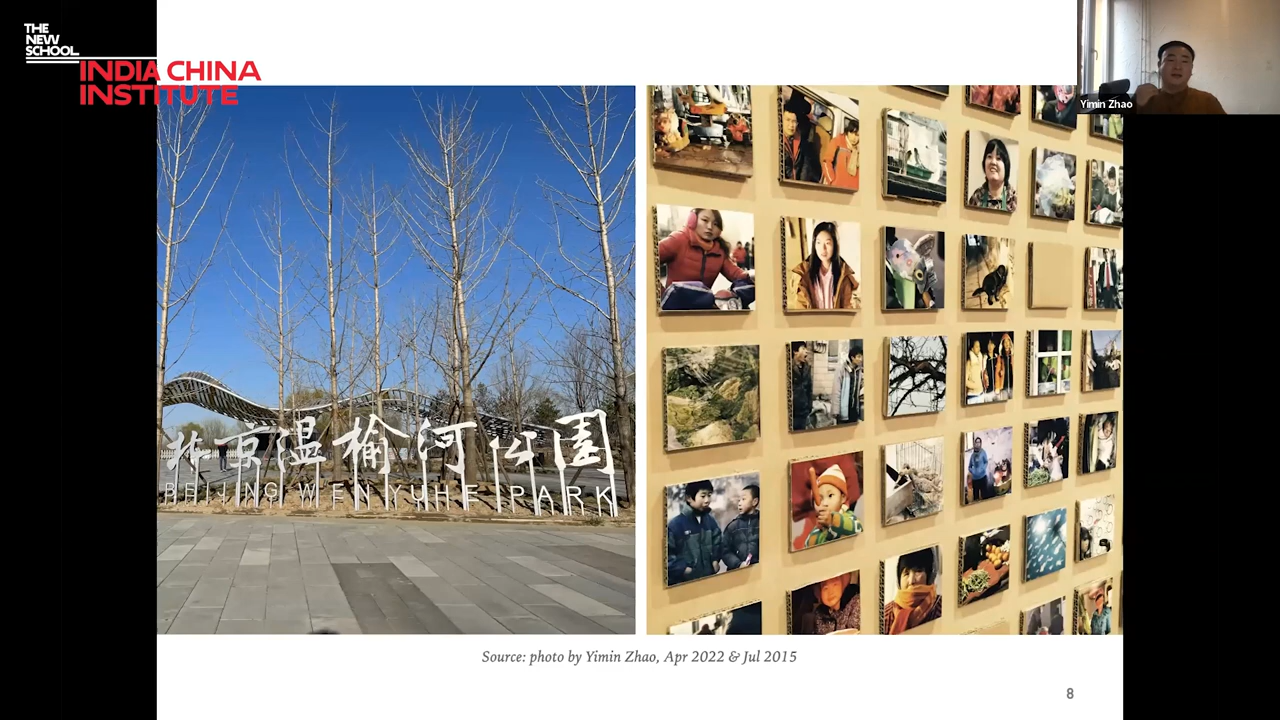 THE
NEW
SCHOOL
INDIA CHINA
INSTITUTE
Yimin Zhao
北京温榆河公园
BEIJING WENYUHE PARK
Source: photo by Yimin Zhao, Apr 2022 & Jul 2015
8